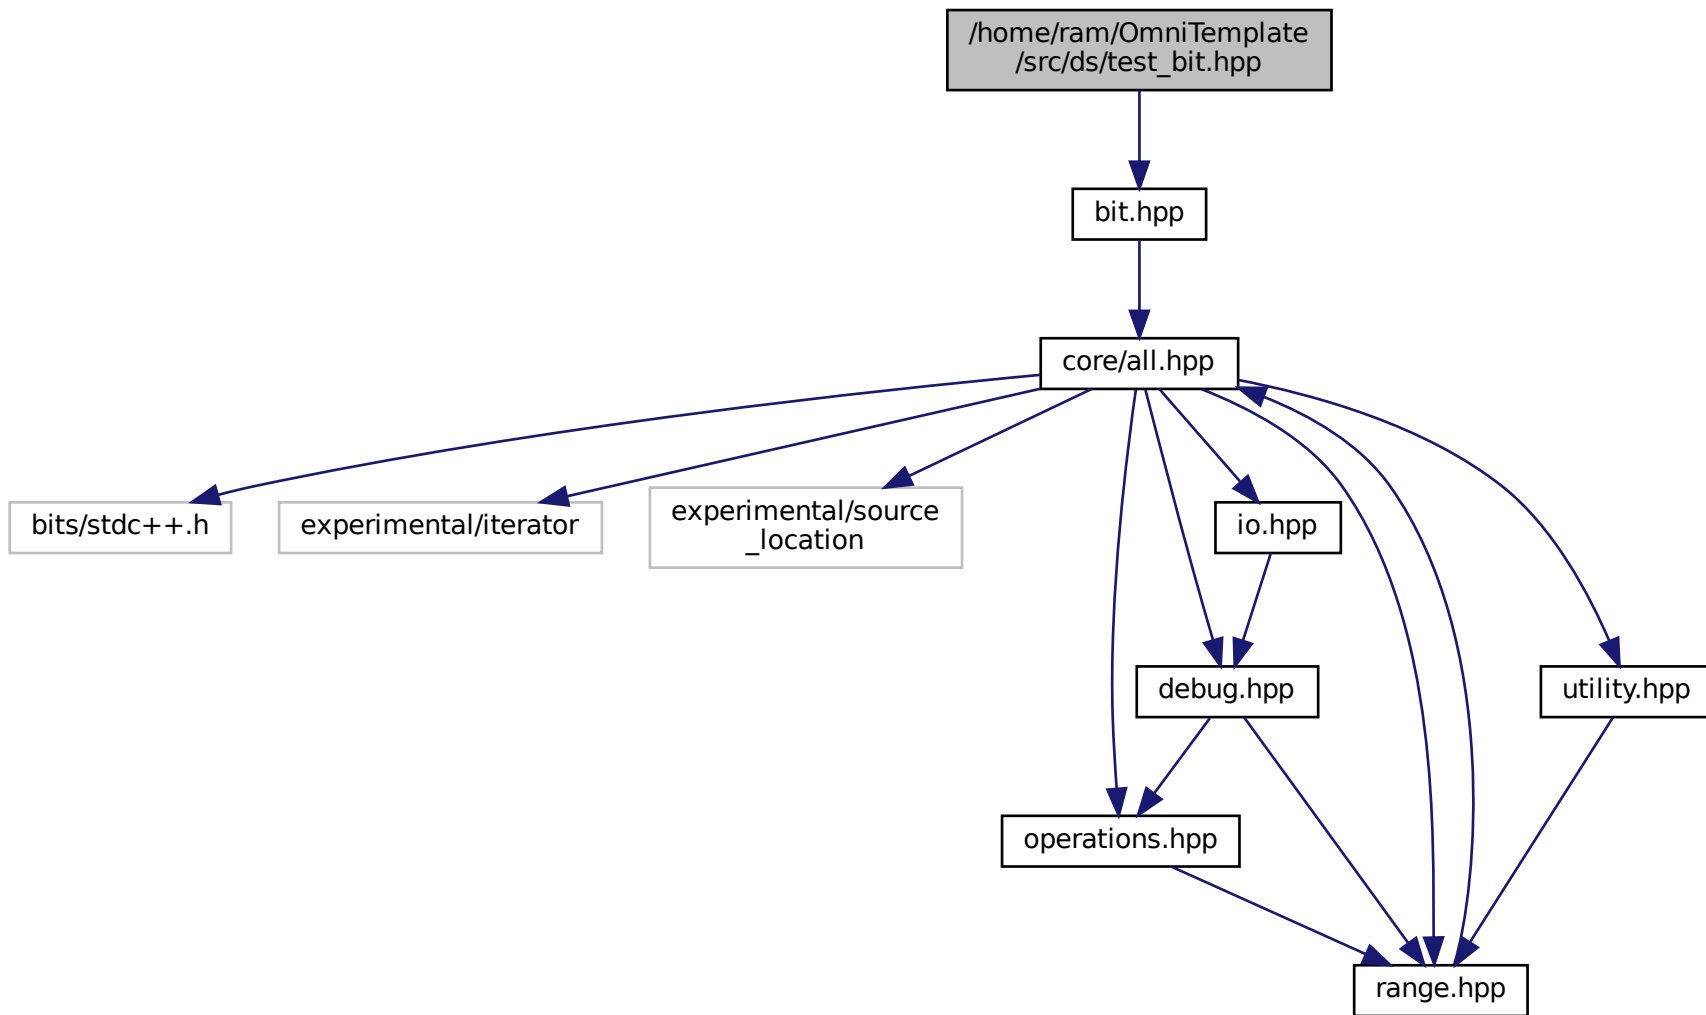 /home/ram/OmniTemplate
/src/ds/test_bit.hpp
bit.hpp
core/all.hpp
bits/stdc++.h
experimental/iterator
experimental/source
_location
io.hpp
debug.hpp
utility.hpp
operations.hpp
range.hpp